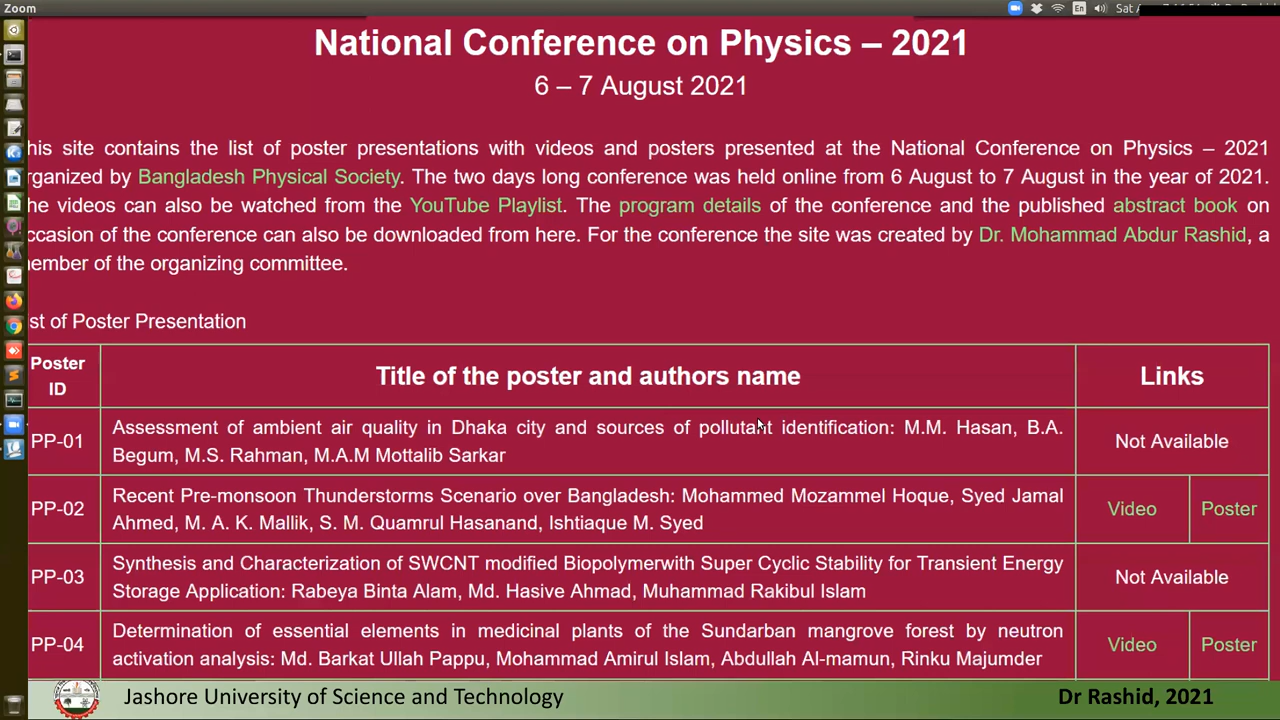 Zoom
En
Sat
National Conference on Physics – 2021
6 – 7 August 2021
his site contains the list of poster presentations with videos and posters presented at the National Conference on Physics – 2021
rganized by Bangladesh Physical Society. The two days long conference was held online from 6 August to 7 August in the year of 2021.
he videos can also be watched from the YouTube Playlist. The program details of the conference and the published abstract book on
ccasion of the conference can also be downloaded from here. For the conference the site was created by Dr. Mohammad Abdur Rashid, a
ember of the organizing committee.
st of Poster Presentation
Poster
ID
Title of the poster and authors name
Links
PP-01
Assessment of ambient air quality in Dhaka city and sources of pollutant identification: M.M. Hasan, B.A.
Begum, M.S. Rahman, M.A.M Mottalib Sarkar
Not Available
PP-02
Recent Pre-monsoon Thunderstorms Scenario over Bangladesh: Mohammed Mozammel Hoque, Syed Jamal
Ahmed, M. A. K. Mallik, S. M. Quamrul Hasanand, Ishtiaque M. Syed
Video
Poster
PP-03
Synthesis and Characterization of SWCNT modified Biopolymerwith Super Cyclic Stability for Transient Energy
Storage Application: Rabeya Binta Alam, Md. Hasive Ahmad, Muhammad Rakibul Islam
Not Available
PP-04
Determination of essential elements in medicinal plants of the Sundarban mangrove forest by neutron
activation analysis: Md. Barkat Ullah Pappu, Mohammad Amirul Islam, Abdullah Al-mamun, Rinku Majumder
Video
Poster
Jashore University of Science and Technology
Dr Rashid, 2021